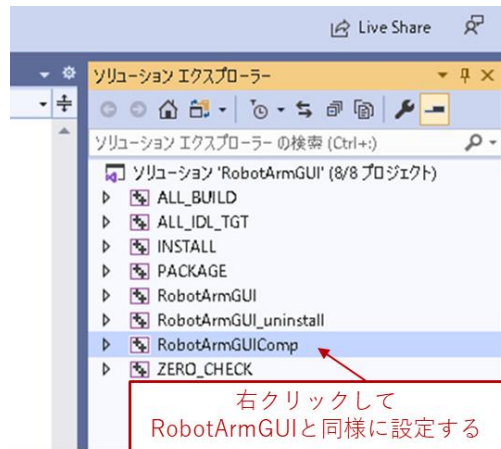 Live Share
ソリューション エクスプローラー
ソリューション エクスプローラー の検索 (Ctrl+:)
ソリューション 'RobotArmGUI' (8/8 プロジェクト)
ALL_BUILD
ALL_IDL_TGT
INSTALL
PACKAGE
RobotArmGUI
RobotArmGUI_uninstall
RobotArmGUIComp
ZERO_CHECK
右クリックして
RobotArmGUIと同様に設定する